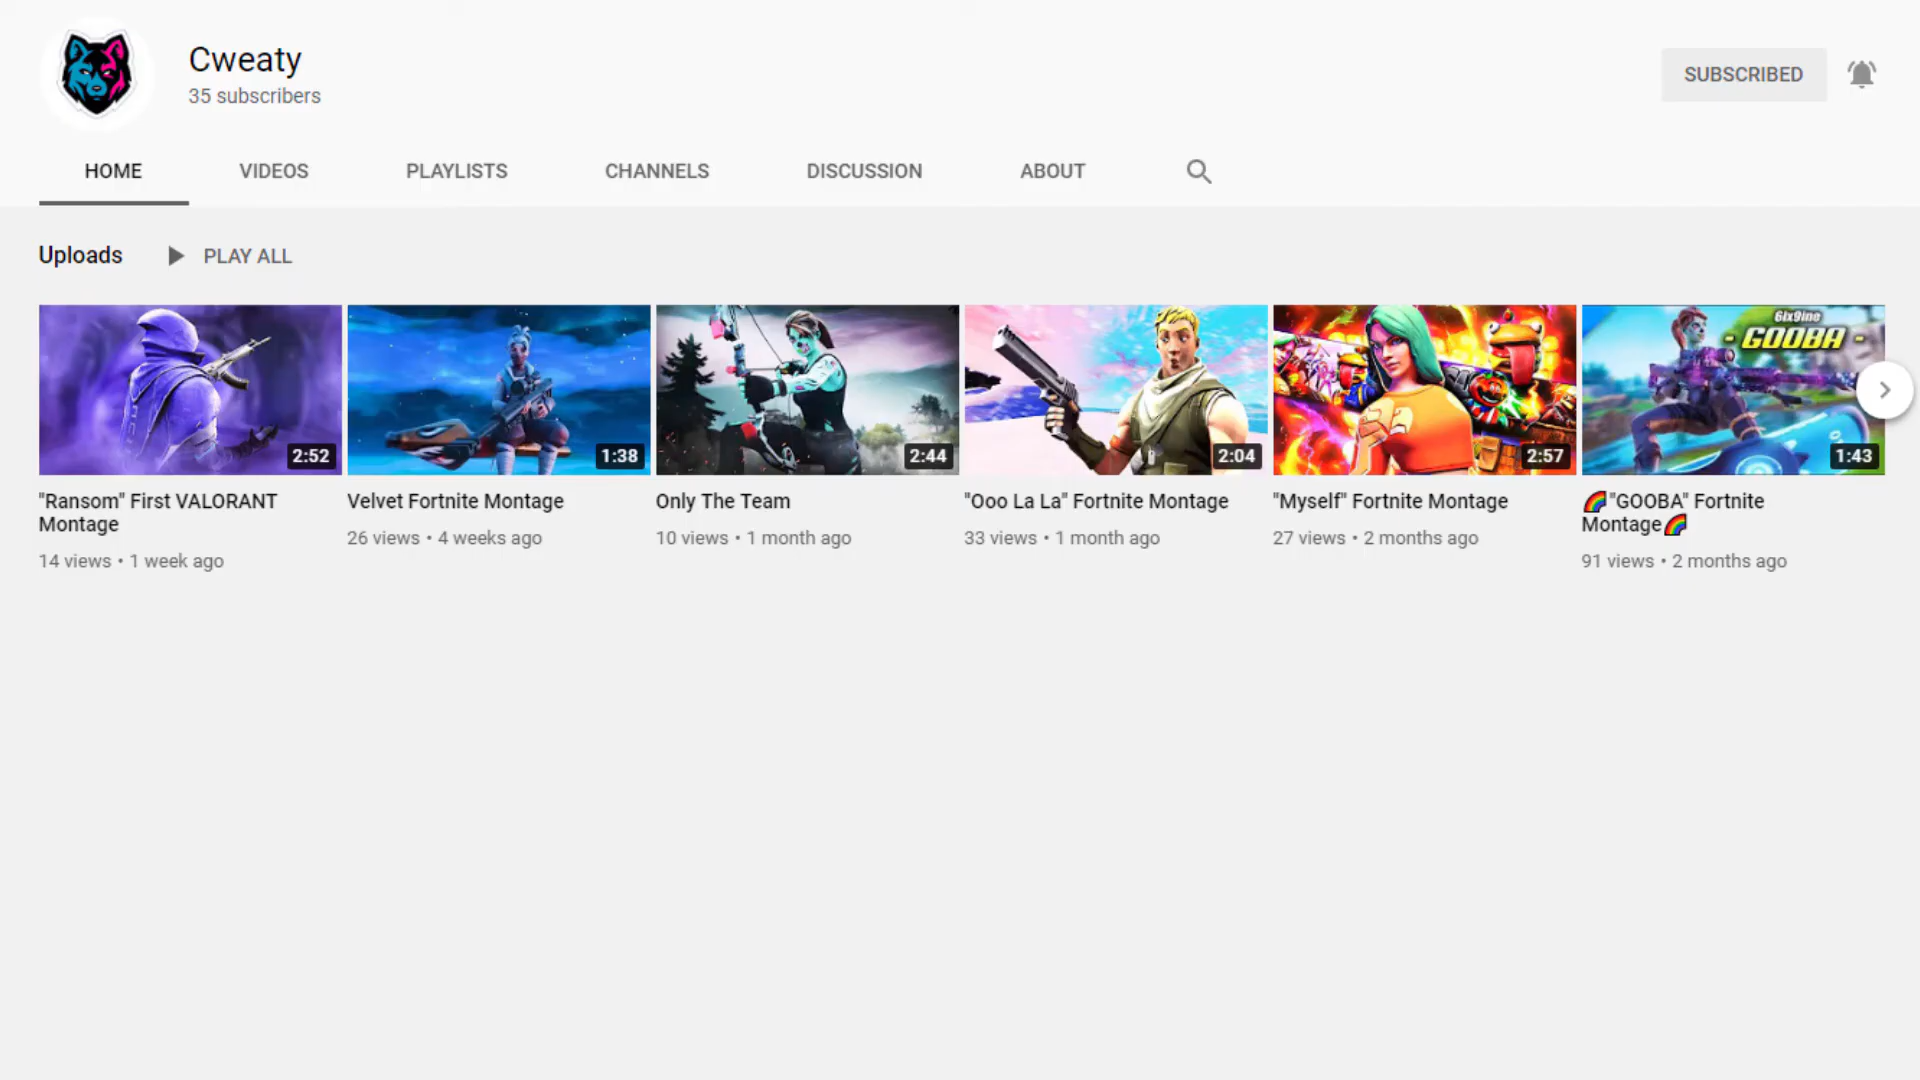 Cweaty
35 subscribers
SUBSCRIBED
HOME
VIDEOS
PLAYLISTS
CHANNELS
DISCUSSION
ABOUT
Uploads
PLAY ALL
2:52
1:38
2:44
2:04
2:57
6ix9ine
- GOOBA -
1:43
"Ransom" First VALORANT
Montage
14 views • 1 week ago
Velvet Fortnite Montage
26 views • 4 weeks ago
Only The Team
10 views • 1 month ago
"Ooo La La" Fortnite Montage
33 views • 1 month ago
"Myself" Fortnite Montage
27 views • 2 months ago
🌈"GOOBA" Fortnite
Montage🌈
91 views • 2 months ago